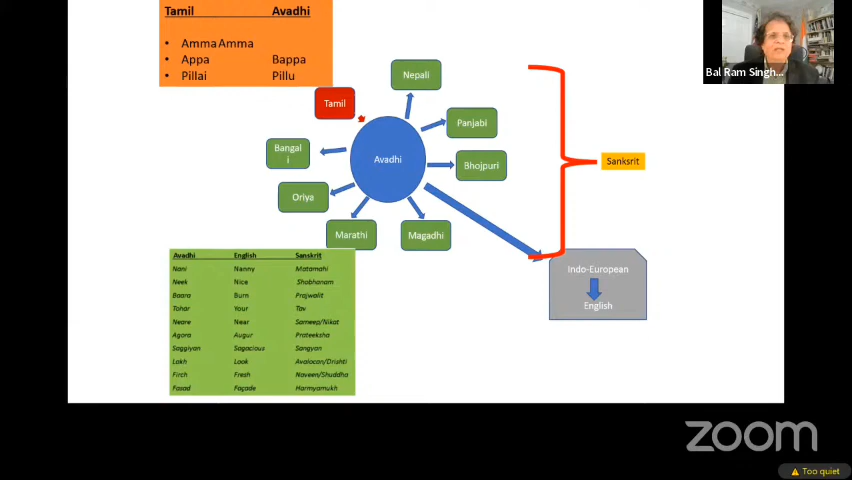 Tamil Avadhi
• Amma Amma
• Appa Bappa
• Pillai Pillu
Bal Ram Singh...
Nepali
Tamil
Panjabi
Bangal
i
Avadhi
Bhojpuri
Sanksrit
Oriya
Marathi
Magadhi
Indo-European
English
Avadhi English Sanskrit
Nani Nanny Matamahi
Neek Nice Shobhanam
Baara Burn Prajwalit
Tohar Your Tav
Neare Near Sameep/Nikat
Agora Augur Prateeksha
Saggiyan Sagacious Sangyan
Lakh Look Avalocan/Drishti
Firch Fresh Naveen/Shuddha
Fasad Façade Harmyamukh
zoom
Too quiet